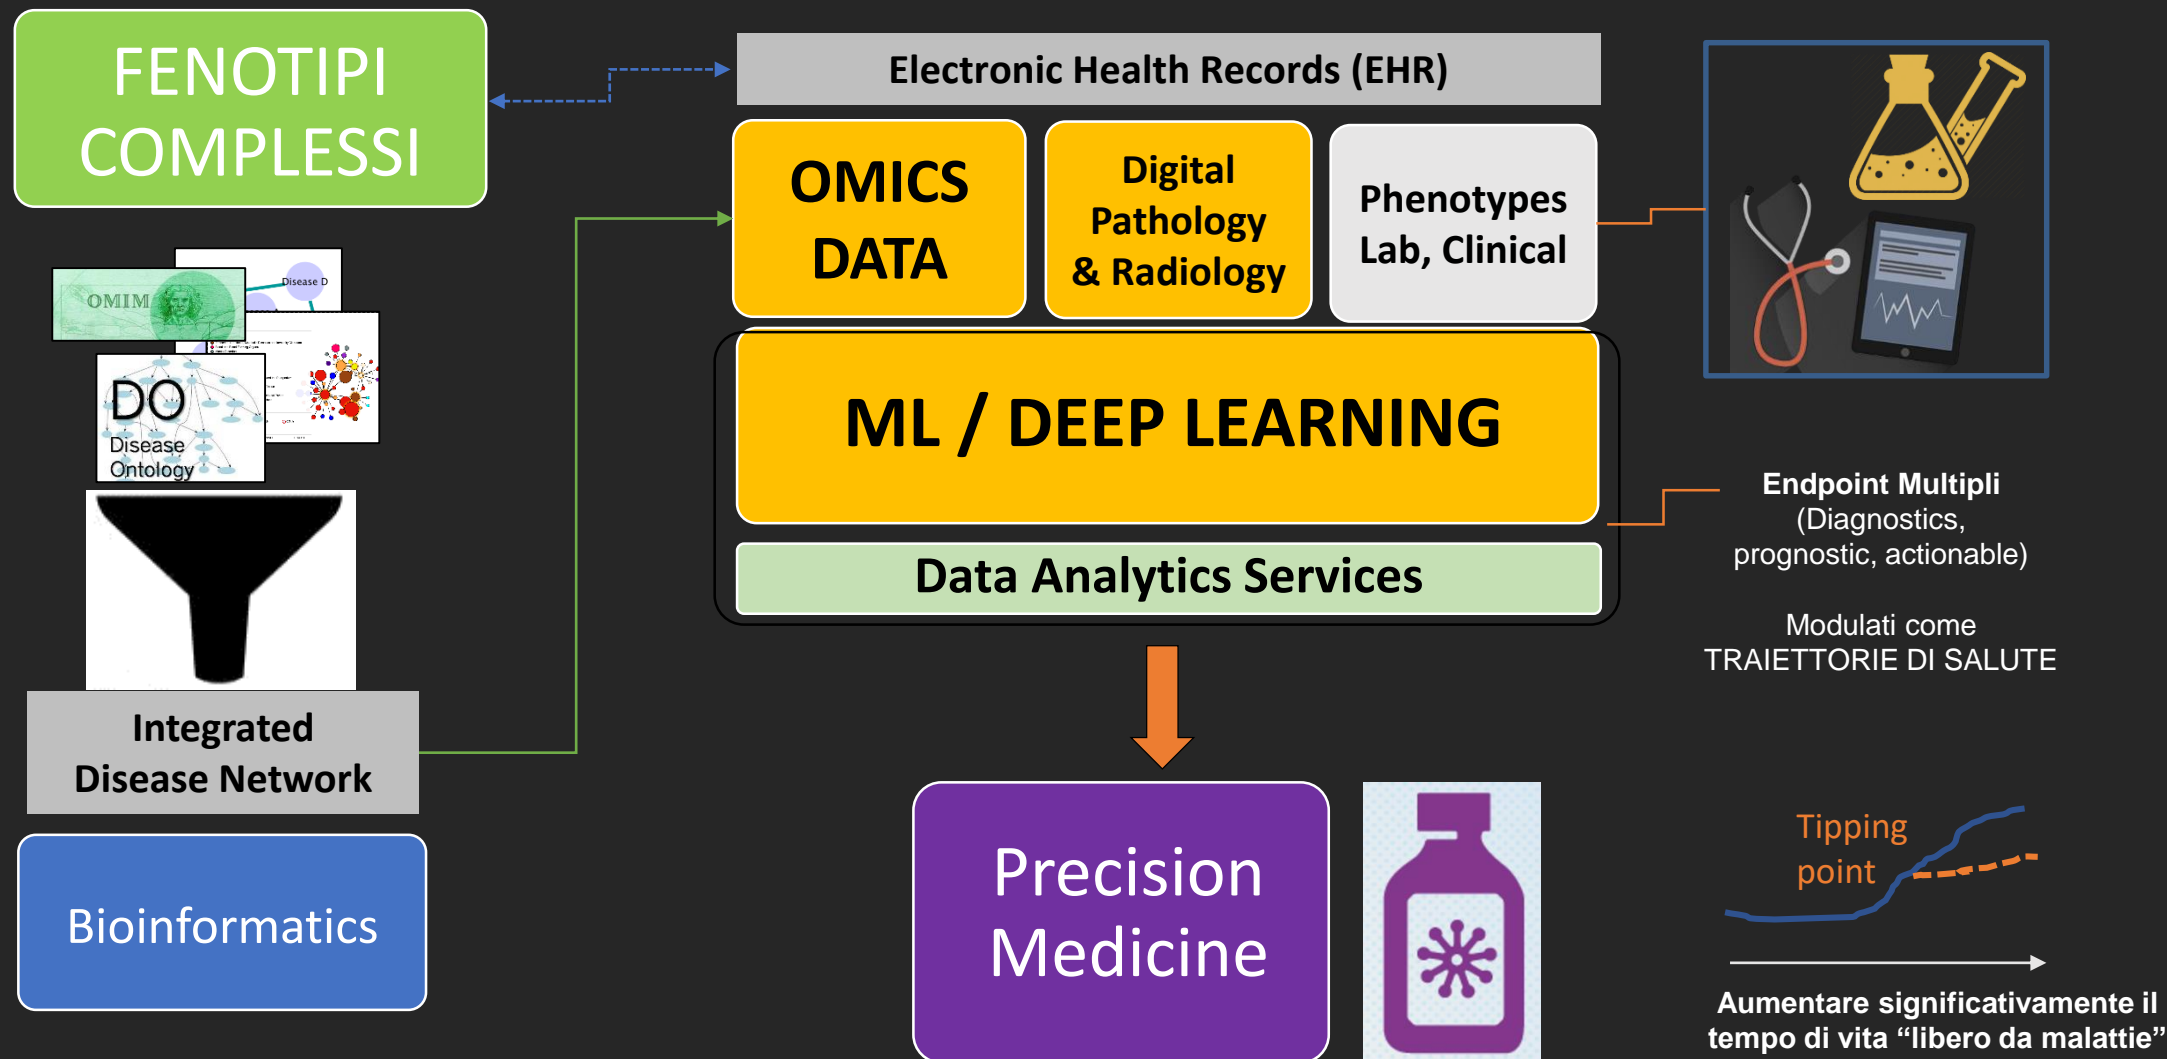 FENOTIPI
COMPLESSI
OMIM
Disease D
DO
Disease
Ontology
Integrated
Disease Network
Bioinformatics
Electronic Health Records (EHR)
OMICS
DATA
Digital
Pathology
& Radiology
Phenotypes
Lab, Clinical
ML / DEEP LEARNING
Data Analytics Services
Precision
Medicine
Endpoint Multipli
(Diagnostics,
prognostic, actionable)
Modulati come
TRAIETTORIE DI SALUTE
Tipping
point
Aumentare significativamente il
tempo di vita “libero da malattie”